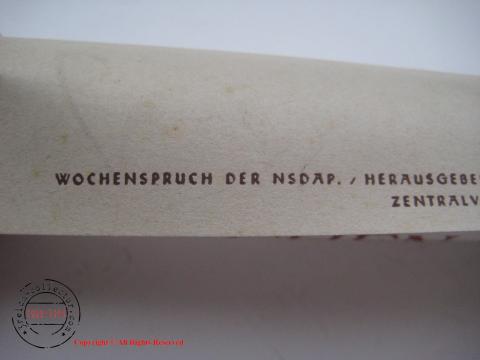 WOCHENSPRUCH DER NSDAP. / HERAUSGEBE
ZENTRALV
Copyright © All Rights Reserved